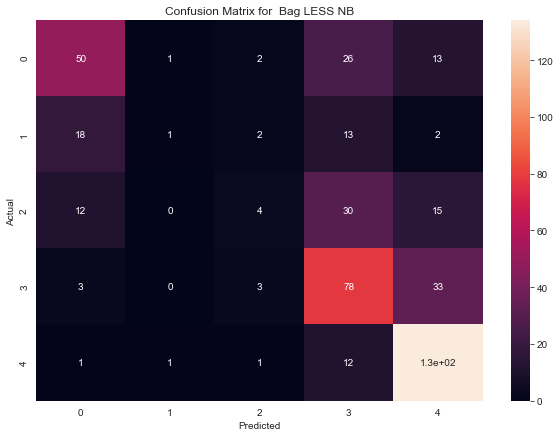 Confusion Matrix for  Bag LESS NB
0 50 1 2 26 13
1 18 1 2 13 2
2 12 0 4 30 15
3 3 0 3 78 33
4 1 1 1 12 1.3e+02
0 1 2 3 4
Actual
Predicted
120
100
80
60
40
20
0